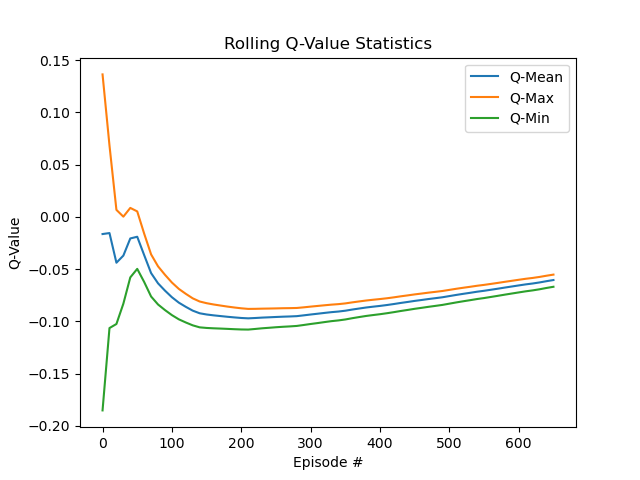 Rolling Q-Value Statistics
Q-Value
0.15
0.10
0.05
0.00
−0.05
−0.10
−0.15
−0.20
Q-Mean
Q-Max
Q-Min
0 100 200 300 400 500 600
Episode #